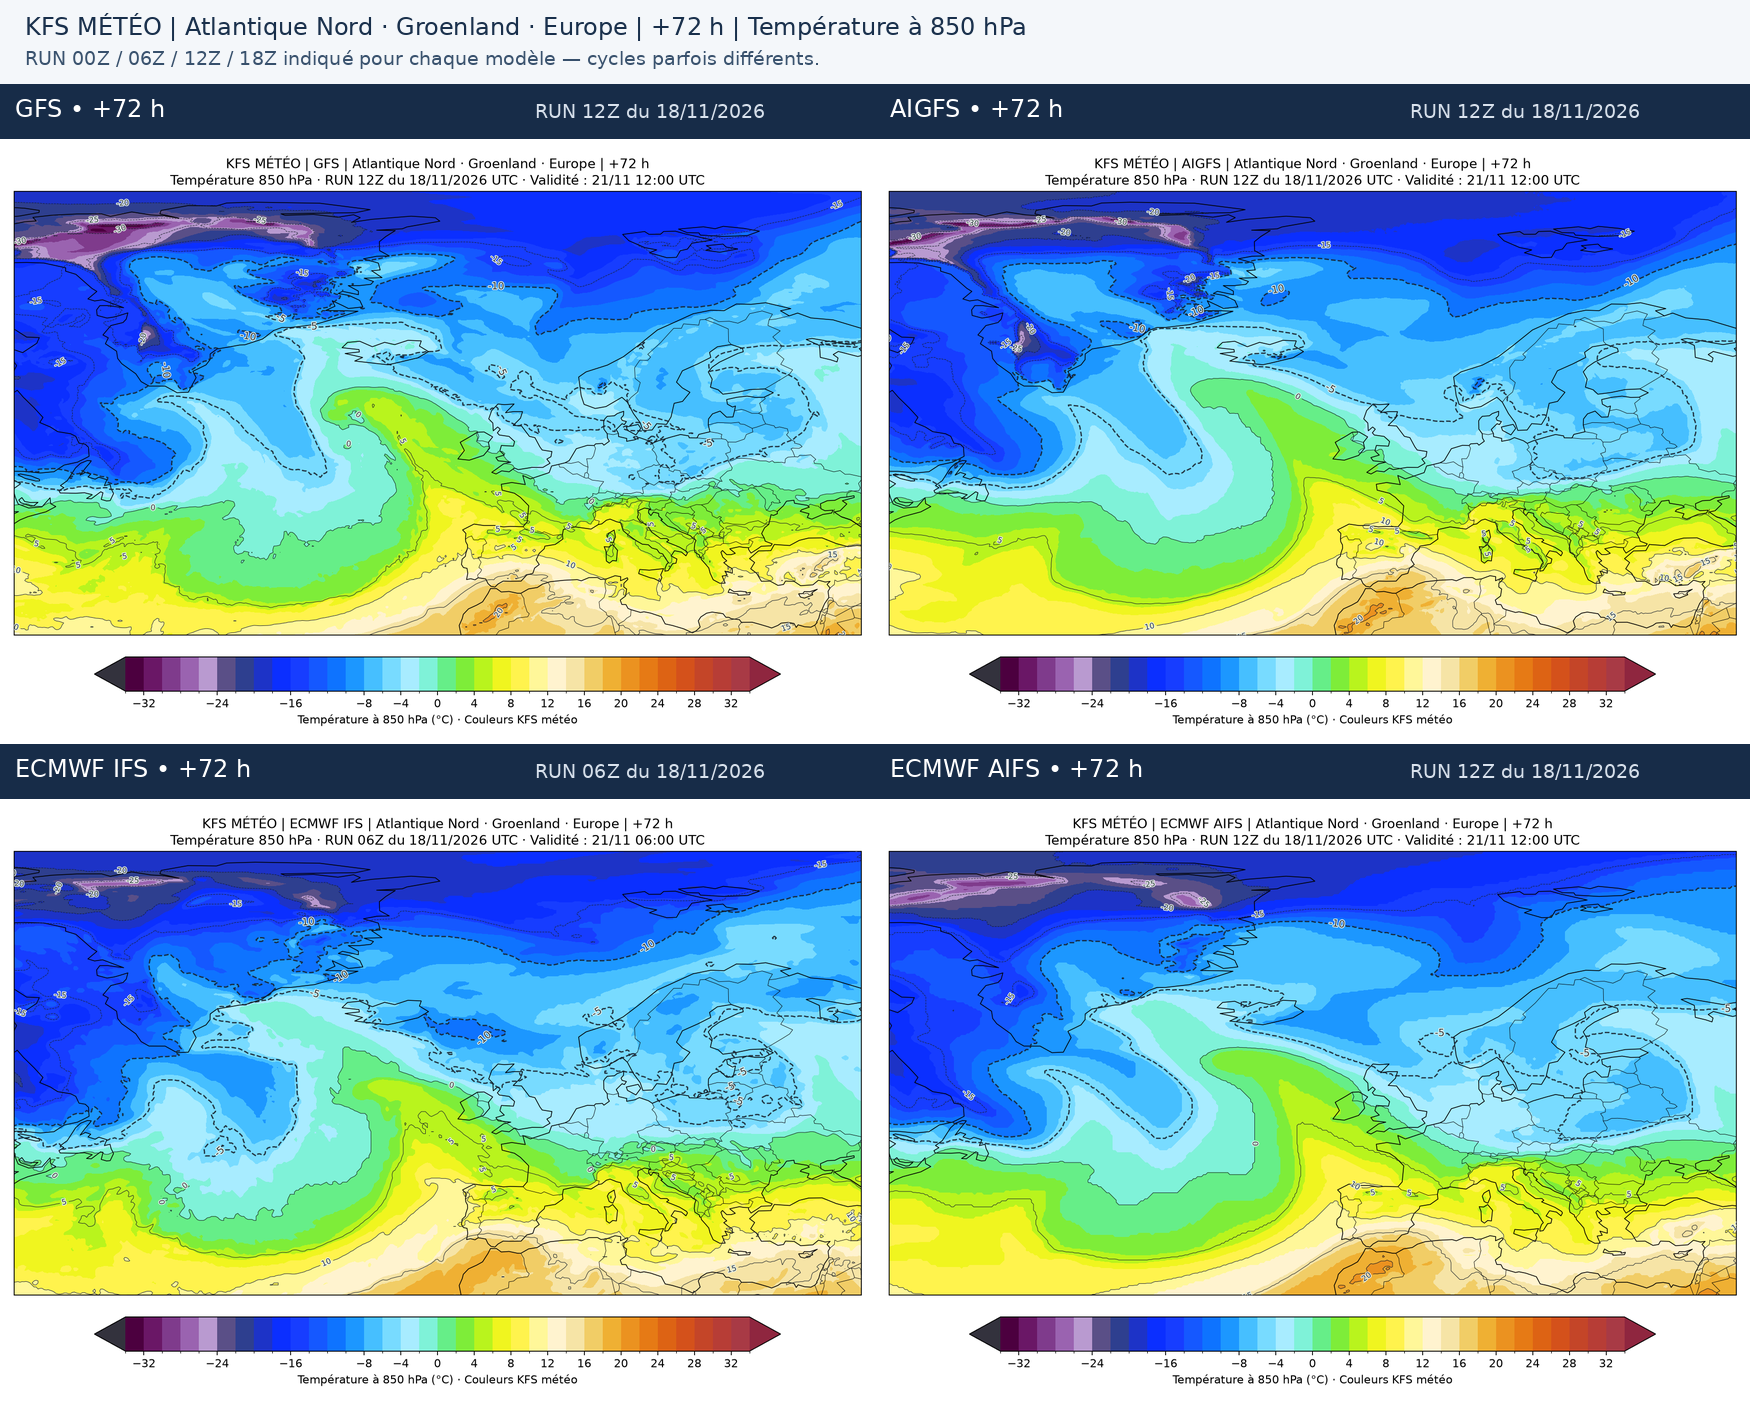 KFS MÉTÉO | Atlantique Nord · Groenland · Europe | +72 h | Température à 850 hPa
RUN 00Z / 06Z / 12Z / 18Z indiqué pour chaque modèle — cycles parfois différents.
GFS • +72 h
RUN 12Z du 18/11/2026
KFS MÉTÉO | GFS | Atlantique Nord · Groenland · Europe | +72 h
Température 850 hPa · RUN 12Z du 18/11/2026 UTC · Validité : 21/11 12:00 UTC
−32 −24 −16 −8 −4 0 4 8 12 16 20 24 28 32
Température à 850 hPa (°C) · Couleurs KFS météo
AIGFS • +72 h
RUN 12Z du 18/11/2026
KFS MÉTÉO | AIGFS | Atlantique Nord · Groenland · Europe | +72 h
Température 850 hPa · RUN 12Z du 18/11/2026 UTC · Validité : 21/11 12:00 UTC
−32 −24 −16 −8 −4 0 4 8 12 16 20 24 28 32
Température à 850 hPa (°C) · Couleurs KFS météo
ECMWF IFS • +72 h
RUN 06Z du 18/11/2026
KFS MÉTÉO | ECMWF IFS | Atlantique Nord · Groenland · Europe | +72 h
Température 850 hPa · RUN 06Z du 18/11/2026 UTC · Validité : 21/11 06:00 UTC
−32 −24 −16 −8 −4 0 4 8 12 16 20 24 28 32
Température à 850 hPa (°C) · Couleurs KFS météo
ECMWF AIFS • +72 h
RUN 12Z du 18/11/2026
KFS MÉTÉO | ECMWF AIFS | Atlantique Nord · Groenland · Europe | +72 h
Température 850 hPa · RUN 12Z du 18/11/2026 UTC · Validité : 21/11 12:00 UTC
−32 −24 −16 −8 −4 0 4 8 12 16 20 24 28 32
Température à 850 hPa (°C) · Couleurs KFS météo